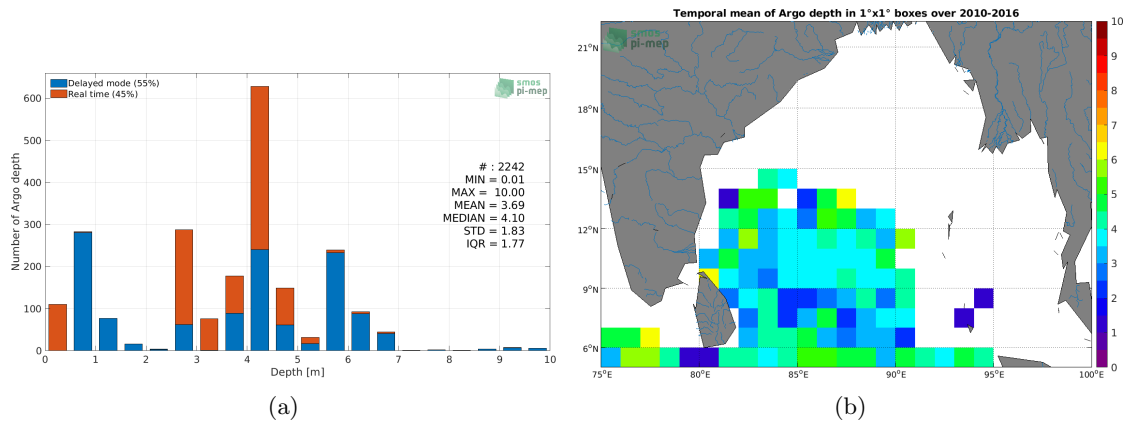 Delayed mode (55%)
Real time (45%)
smos
pi-mep
Number of Argo depth
600
500
400
300
200
100
0
# : 2242
MIN = 0.01
MAX = 10.00
MEAN = 3.69
MEDIAN = 4.10
STD = 1.83
IQR = 1.77
0 1 2 3 4 5 6 7 8 9 10
Depth [m]
(a)
Temporal mean of Argo depth in 1°x1° boxes over 2010-2016
smos
pi-mep
21°N
18°N
15°N
12°N
9°N
6°N
75°E 80°E 85°E 90°E 95°E 100°E
10
9
8
7
6
5
4
3
2
1
0
(b)